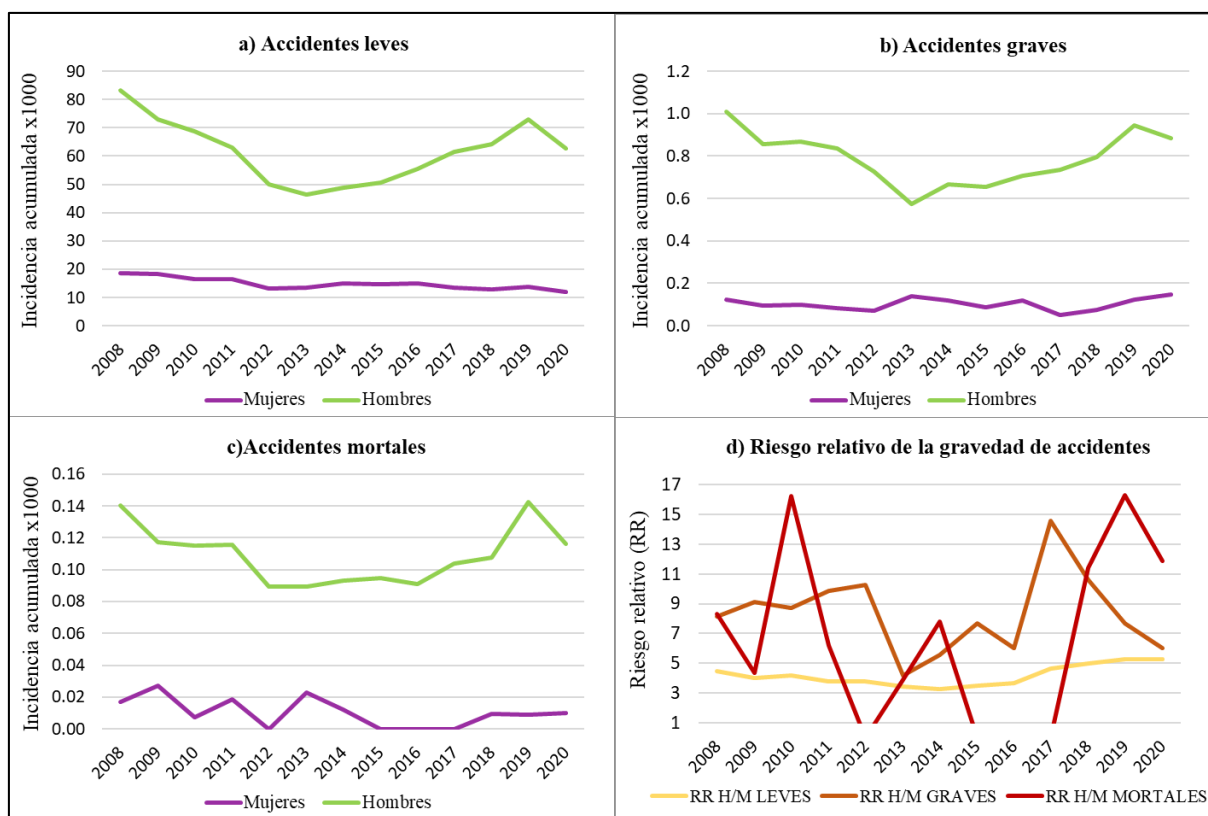 a) Accidentes leves
Incidencia acumulada x1000
90
80
70
60
50
40
30
20
10
0
2008 2009 2010 2011 2012 2013 2014 2015 2016 2017 2018 2019 2020
Mujeres Hombres
b) Accidentes graves
Incidencia acumulada x1000
1.2
1.0
0.8
0.6
0.4
0.2
0.0
2008 2009 2010 2011 2012 2013 2014 2015 2016 2017 2018 2019 2020
Mujeres Hombres
c)Accidentes mortales
Incidencia acumulada x1000
0.16
0.14
0.12
0.10
0.08
0.06
0.04
0.02
0.00
2008 2009 2010 2011 2012 2013 2014 2015 2016 2017 2018 2019 2020
Mujeres Hombres
d) Riesgo relativo de la gravedad de accidentes
Riesgo relativo (RR)
17
15
13
11
9
7
5
3
1
2008 2009 2010 2011 2012 2013 2014 2015 2016 2017 2018 2019 2020
RR H/M LEVES RR H/M GRAVES RR H/M MORTALES